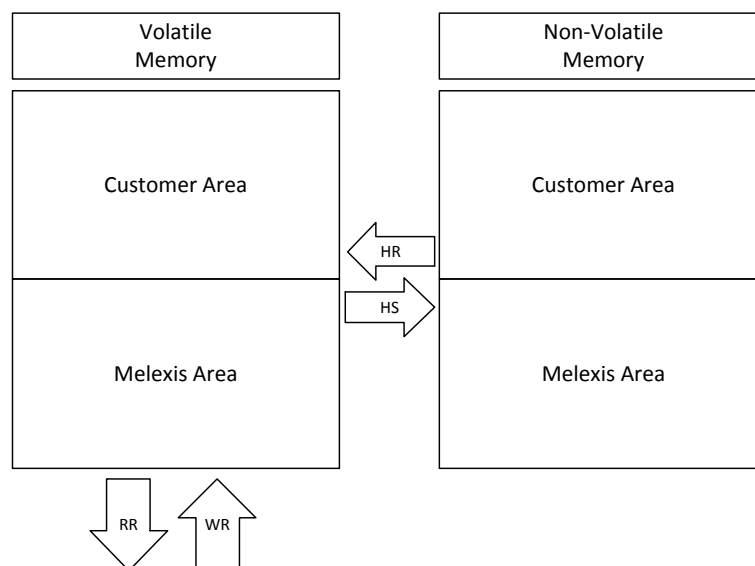 Volatile
Memory
Non-Volatile
Memory
Customer Area
Customer Area
HR
HS
Melexis Area
Melexis Area
RR
WR